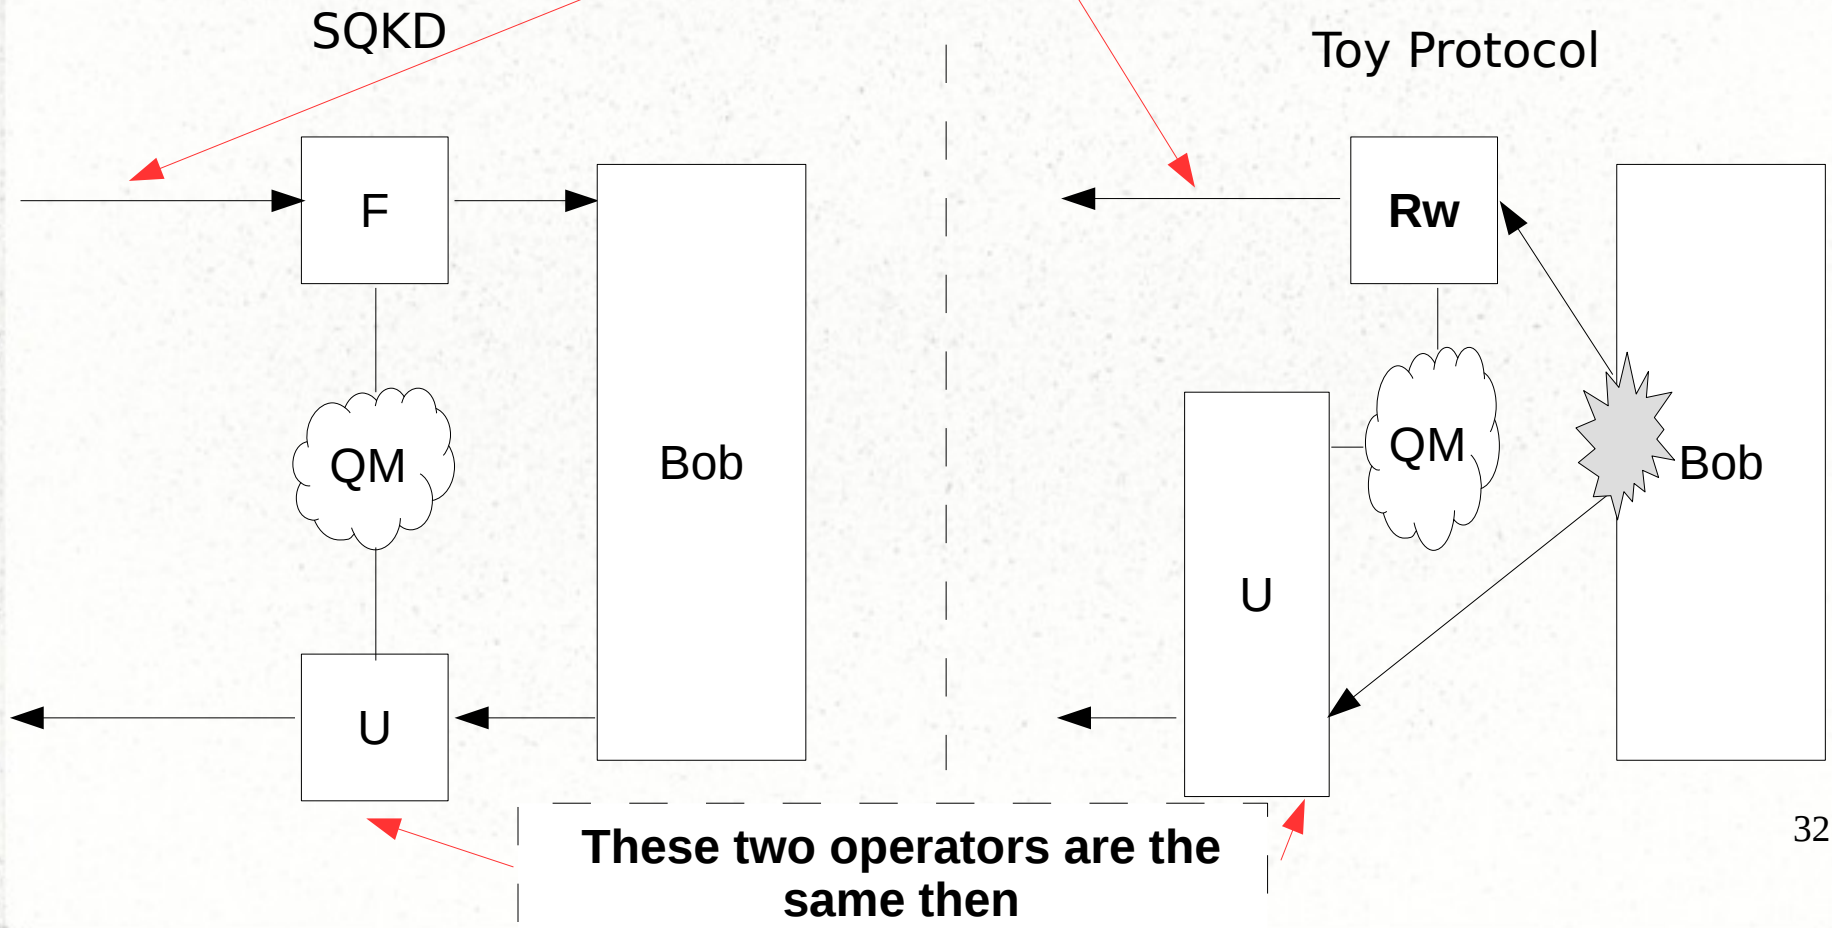 SQKD
Toy Protocol
F
Rw
QM
Bob
QM
Bob
U
U
These two operators are the
same then
32